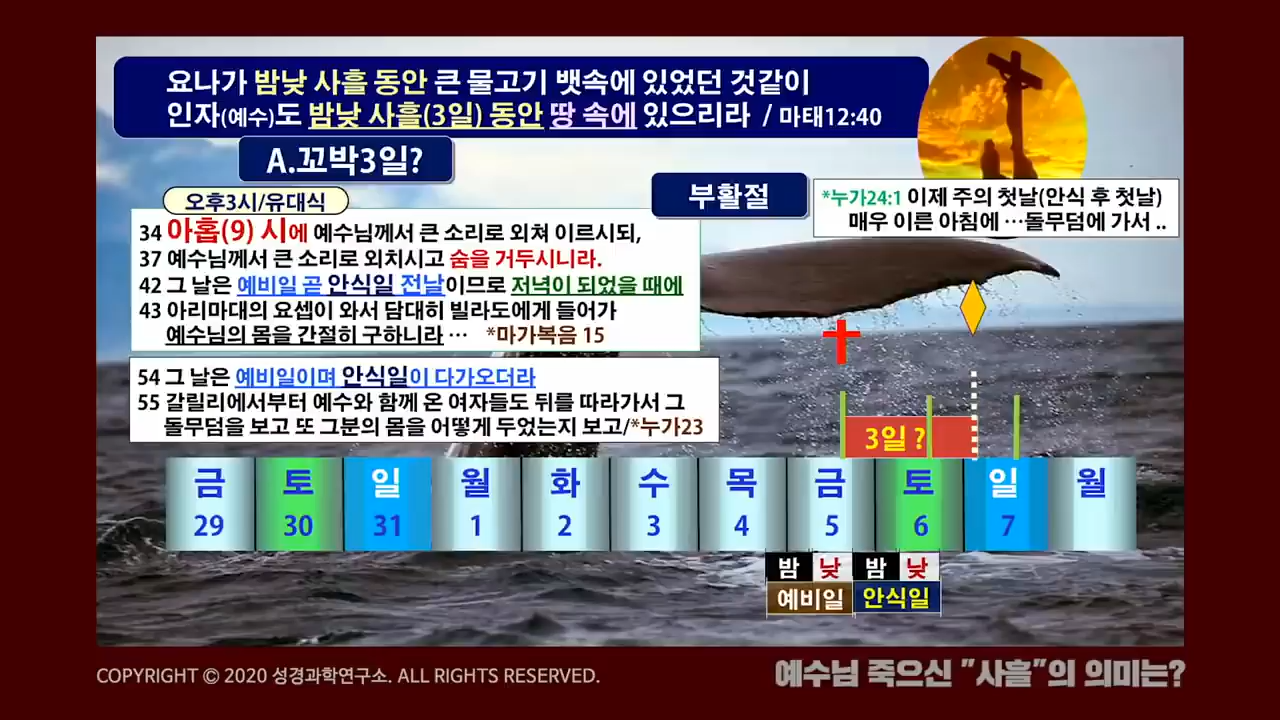 요나가 밤낮 사흘 동안 큰 물고기 뱃속에 있었던 것같이
인자(예수)도 밤낮 사흘(3일) 동안 땅 속에 있으리라 / 마태12:40
A.꼬박3일?
오후3시/유대식
34 아홉(9) 시에 예수님께서 큰 소리로 외쳐 이르시되,
37 예수님께서 큰 소리로 외치시고 숨을 거두시니라.
42 그 날은 예비일 곧 안식일 전날이므로 저녁이 되었을 때에
43 아리마대의 요셉이 와서 담대히 빌라도에게 들어가
예수님의 몸을 간절히 구하니라 ··· *마가복음 15
부활절
*누가24:1 이제 주의 첫날(안식 후 첫날)
매우 이른 아침에 ···돌무덤에 가서 ..
54 그 날은 예비일이며 안식일이 다가오더라
55 갈릴리에서부터 예수와 함께 온 여자들도 뒤를 따라가서 그
돌무덤을 보고 또 그분의 몸을 어떻게 두었는지 보고/*누가23
3일 ?
금 토 일 월 화 수 목 금 토 일 월
29 30 31 1 2 3 4 5 6 7
밤 낮 밤 낮
예비일 안식일
COPYRIGHT © 2020 성경과학연구소. ALL RIGHTS RESERVED.
예수님 죽으신 "사흘"의 의미는?